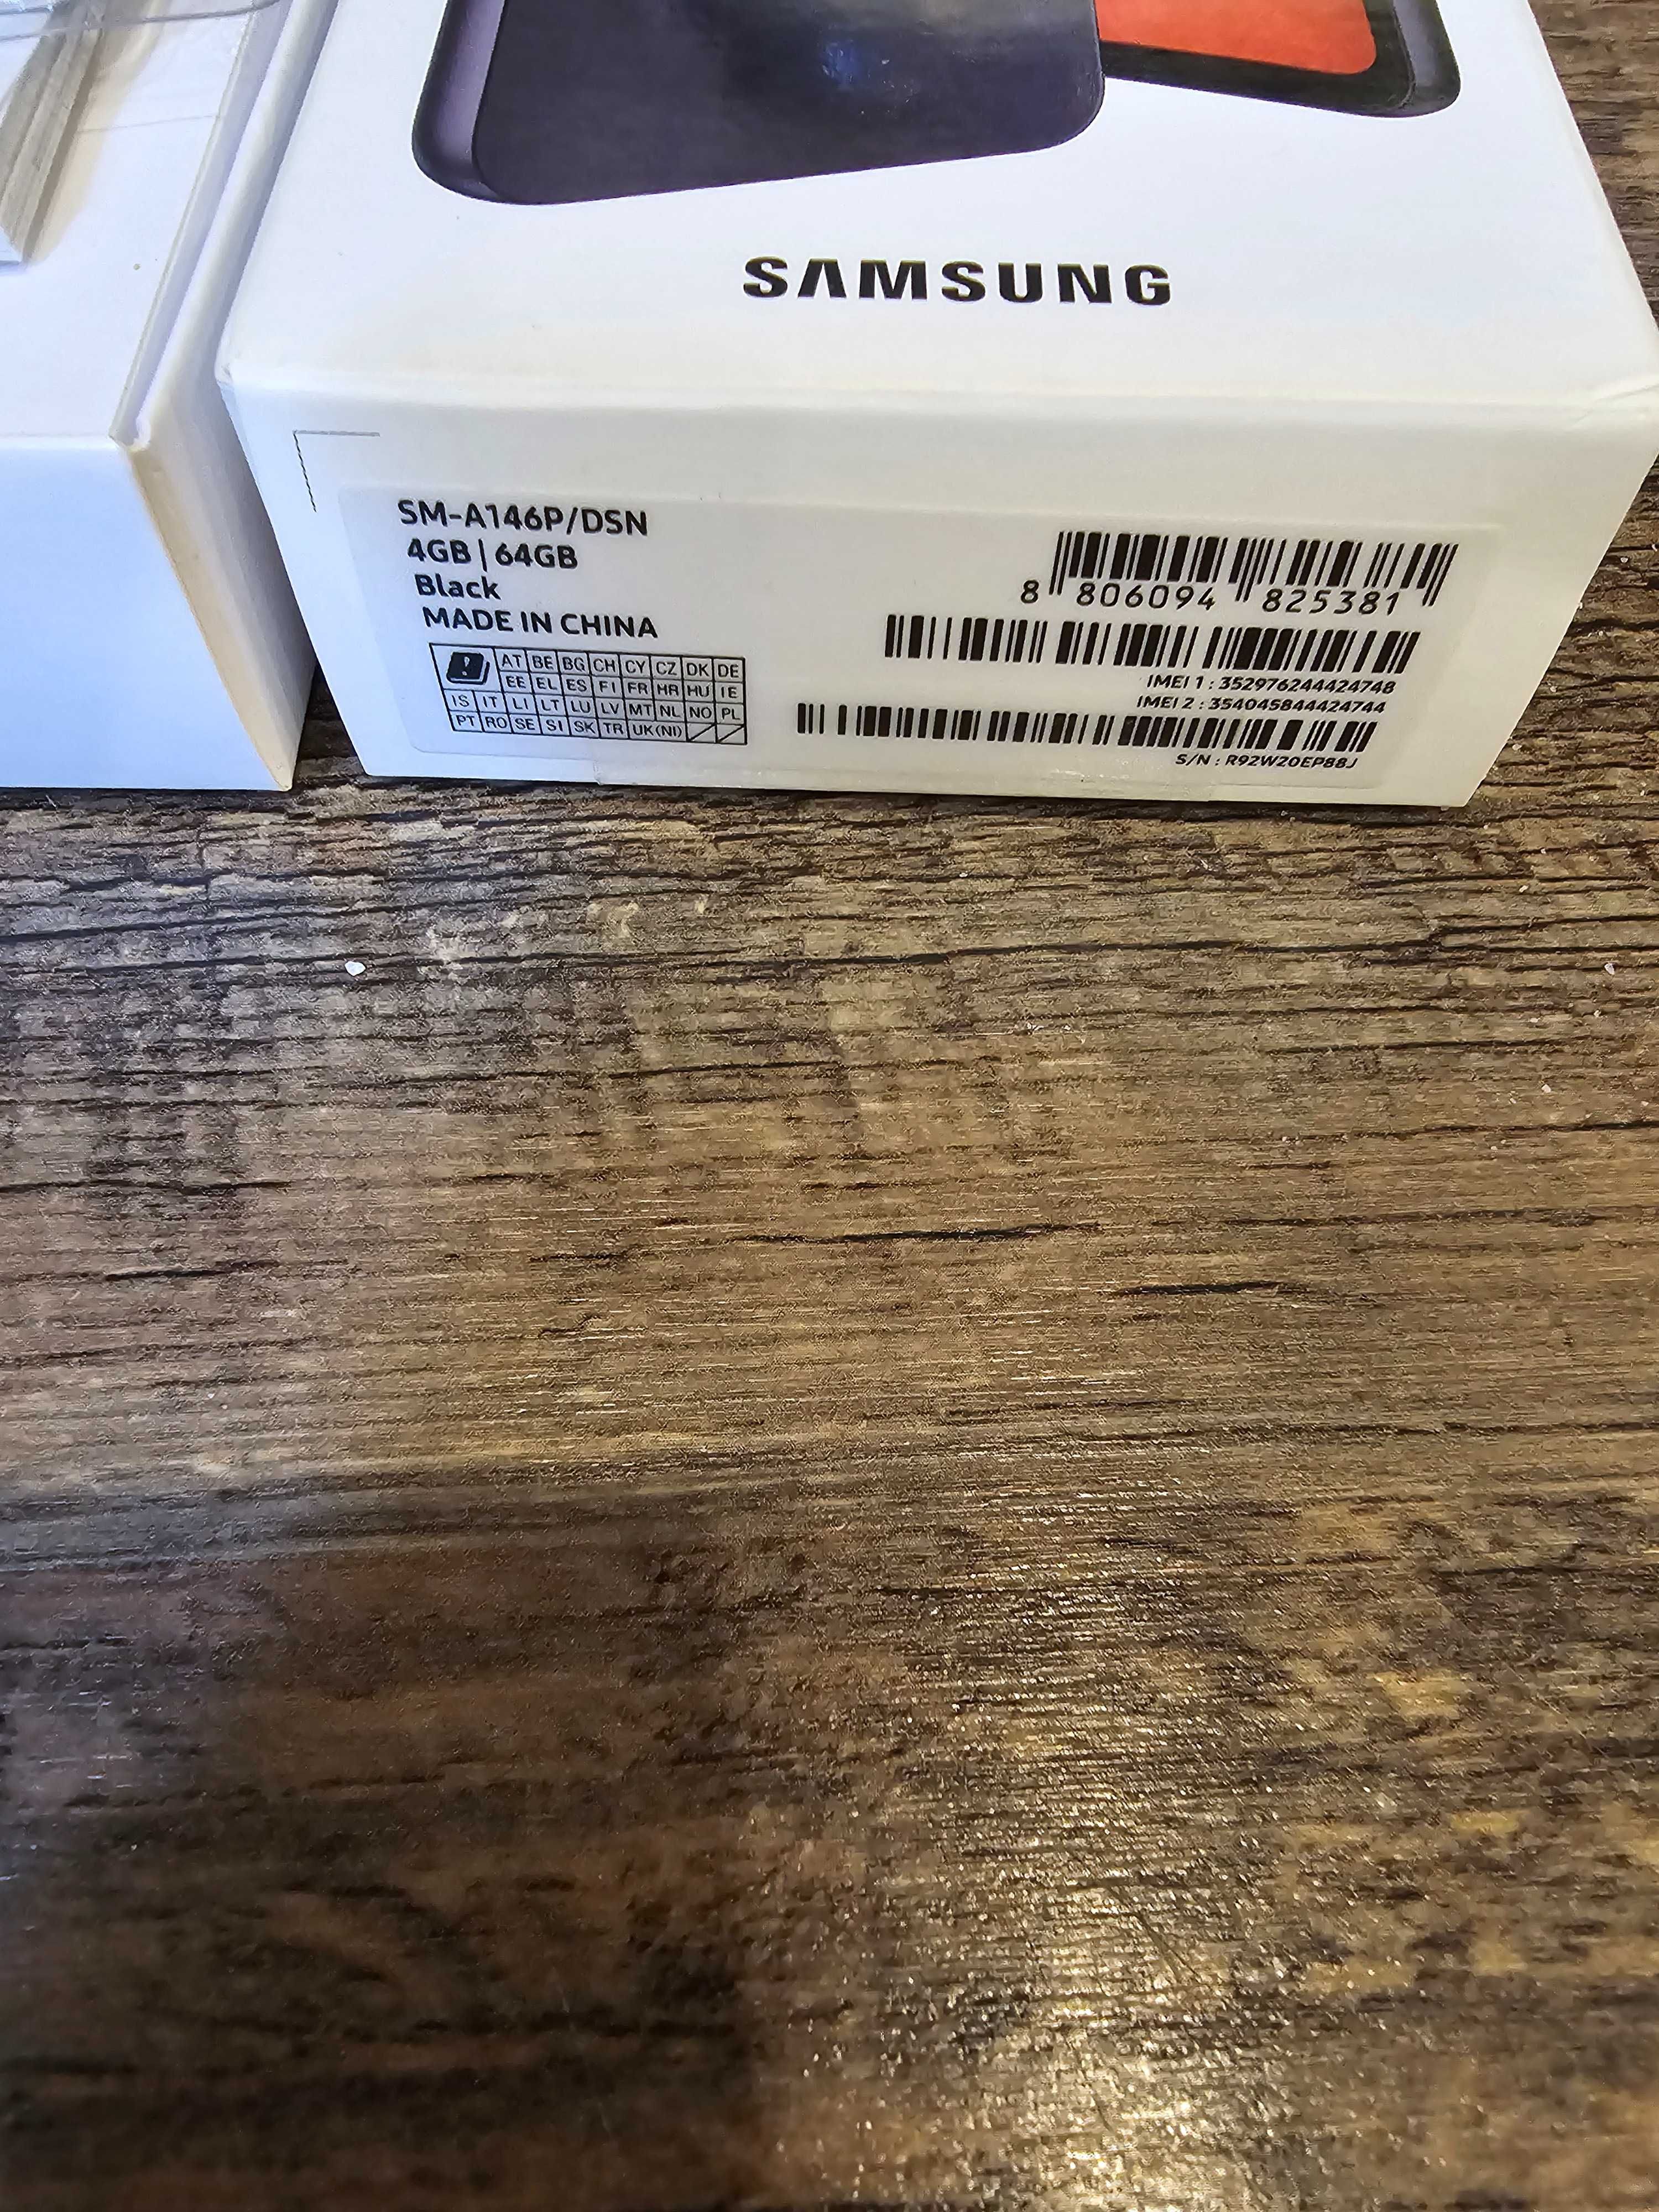 SAMSUNG
SM-A146P/DSN
4GB | 64GB
Black
MADE IN CHINA
! AT BE BG CH CY CZ DK DE
EE EL ES FI FR HR HU IE
IS IT LI LT LU LV MT NL NO PL
PT RO SE SI SK TR UK(NI)
8 806094 825381
IMEI 1 : 352976244424748
IMEI 2 : 354045844424744
S/N : R92W20EP88J